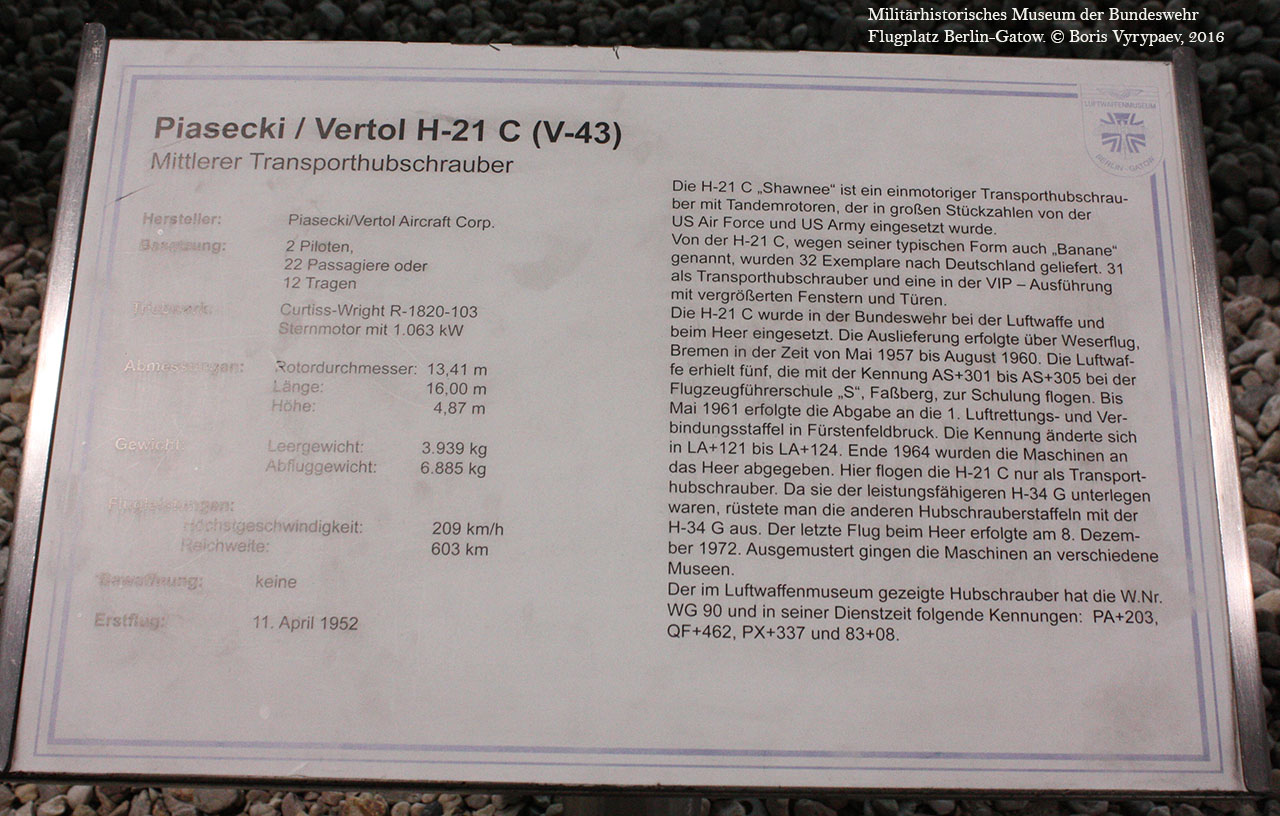 Militärhistorisches Museum der Bundeswehr
Flugplatz Berlin-Gatow. © Boris Vyrypaev, 2016
LUFTWAFFENMUSEUM
BERLIN - GATOW
Piasecki / Vertol H-21 C (V-43)
Mittlerer Transporthubschrauber
Hersteller: Piasecki/Vertol Aircraft Corp.
Besatzung: 2 Piloten,
22 Passagiere oder
12 Tragen
Triebwerk: Curtiss-Wright R-1820-103
Sternmotor mit 1.063 kW
Abmessungen: Rotordurchmesser: 13,41 m
Länge: 16,00 m
Höhe: 4,87 m
Gewicht: Leergewicht: 3.939 kg
Abfluggewicht: 6.885 kg
Flugleistungen:
Höchstgeschwindigkeit: 209 km/h
Reichweite: 603 km
Bewaffnung: keine
Erstflug: 11. April 1952
Die H-21 C „Shawnee“ ist ein einmotoriger Transporthubschrau-
ber mit Tandemrotoren, der in großen Stückzahlen von der
US Air Force und US Army eingesetzt wurde.
Von der H-21 C, wegen seiner typischen Form auch „Banane“
genannt, wurden 32 Exemplare nach Deutschland geliefert. 31
als Transporthubschrauber und eine in der VIP – Ausführung
mit vergrößerten Fenstern und Türen.
Die H-21 C wurde in der Bundeswehr bei der Luftwaffe und
beim Heer eingesetzt. Die Auslieferung erfolgte über Weserflug,
Bremen in der Zeit von Mai 1957 bis August 1960. Die Luftwaf-
fe erhielt fünf, die mit der Kennung AS+301 bis AS+305 bei der
Flugzeugführerschule „S“, Faßberg, zur Schulung flogen. Bis
Mai 1961 erfolgte die Abgabe an die 1. Luftrettungs- und Ver-
bindungsstaffel in Fürstenfeldbruck. Die Kennung änderte sich
in LA+121 bis LA+124. Ende 1964 wurden die Maschinen an
das Heer abgegeben. Hier flogen die H-21 C nur als Transport-
hubschrauber. Da sie der leistungsfähigeren H-34 G unterlegen
waren, rüstete man die anderen Hubschrauberstaffeln mit der
H-34 G aus. Der letzte Flug beim Heer erfolgte am 8. Dezem-
ber 1972. Ausgemustert gingen die Maschinen an verschiedene
Museen.
Der im Luftwaffenmuseum gezeigte Hubschrauber hat die W.Nr.
WG 90 und in seiner Dienstzeit folgende Kennungen: PA+203,
QF+462, PX+337 und 83+08.